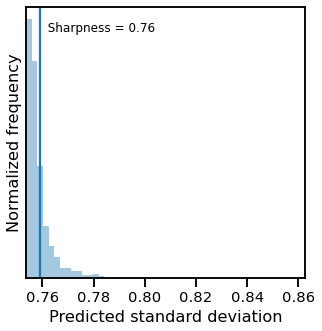 Sharpness = 0.76
Normalized frequency
0.76 0.78 0.80 0.82 0.84 0.86
Predicted standard deviation